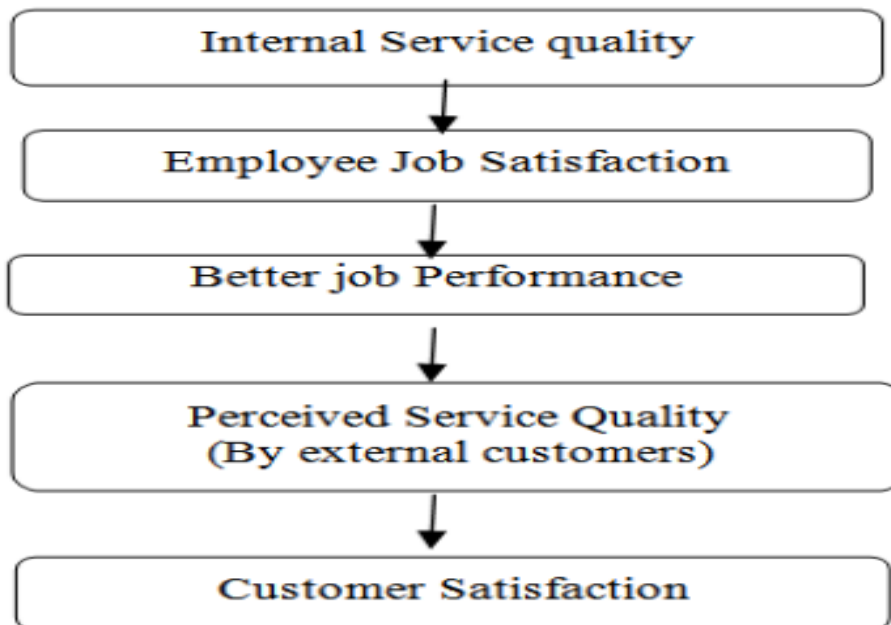 Internal Service quality
Employee Job Satisfaction
Better job Performance
Perceived Service Quality
(By external customers)
Customer Satisfaction